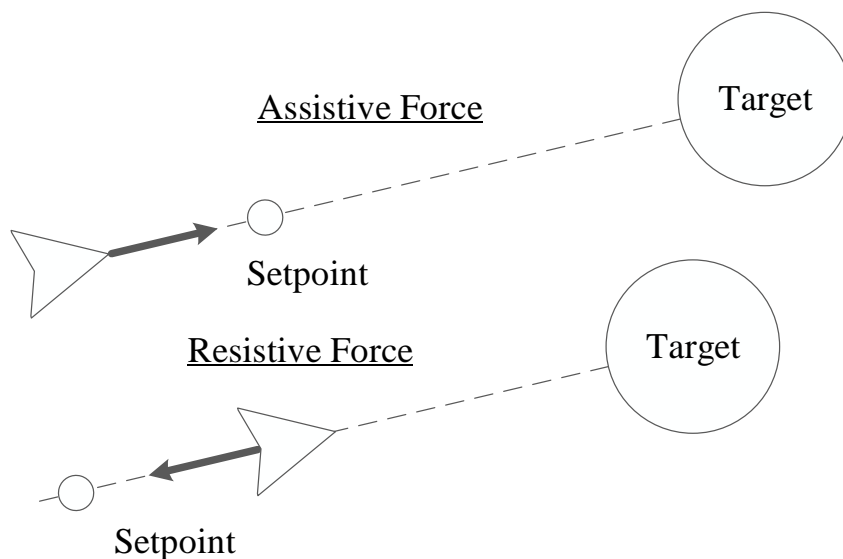 Target
Assistive Force
Setpoint
Target
Resistive Force
Setpoint